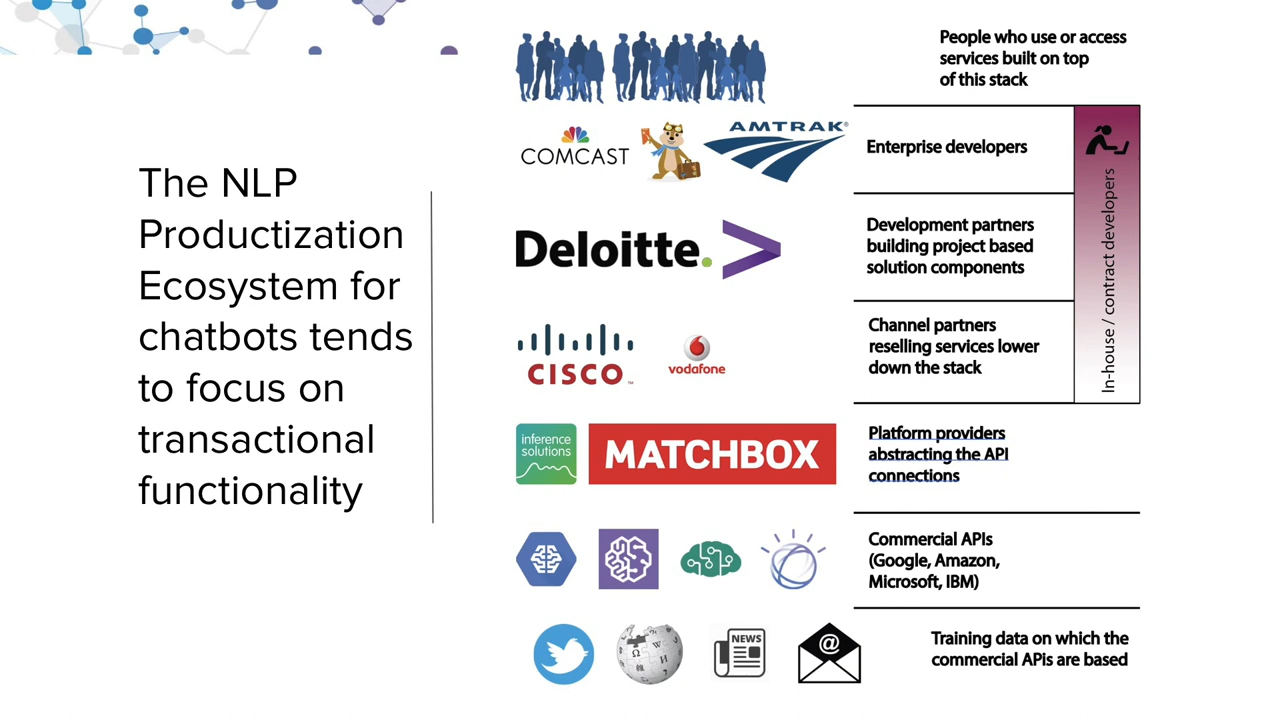 The NLP
Productization
Ecosystem for
chatbots tends
to focus on
transactional
functionality
People who use or access
services built on top
of this stack
COMCAST
AMTRAK®
Enterprise developers
Deloitte.
Development partners
building project based
solution components
In-house / contract developers
CISCO™
vodafone
Channel partners
reselling services lower
down the stack
inference
solutions
MATCHBOX
Platform providers
abstracting the API
connections
Commercial APIs
(Google, Amazon,
Microsoft, IBM)
Ω W И
NEWS
@
Training data on which the
commercial APIs are based